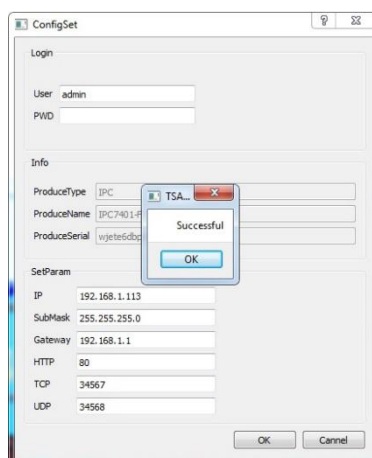 ConfigSet
Login
User admin
PWD
Info
ProduceType IPC
ProduceName
ProduceSerial
TSA...
Successful
OK
SetParam
IP 192.168.1.113
SubMask 255.255.255.0
Gateway 192.168.1.1
HTTP 80
TCP 34567
UDP 34568
OK Cannel